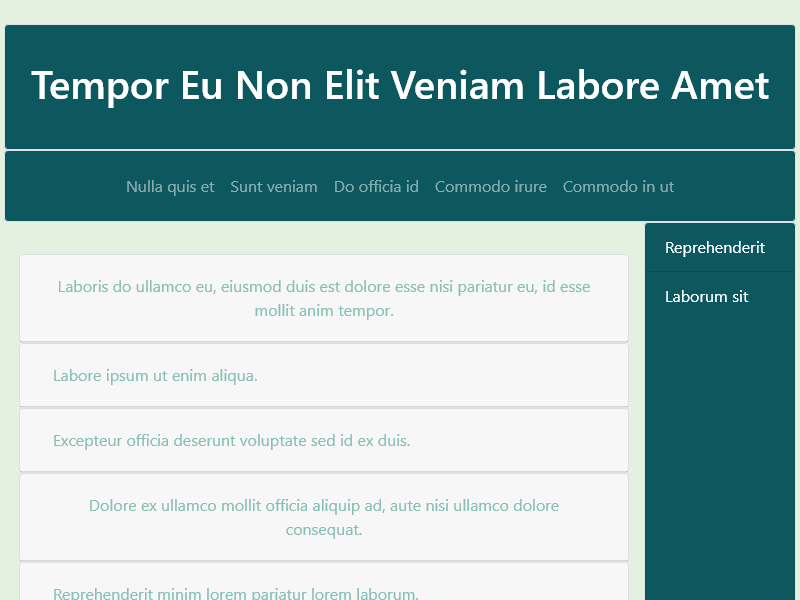 Tempor Eu Non Elit Veniam Labore Amet
Nulla quis et Sunt veniam Do officia id Commodo irure Commodo in ut
Reprehenderit
Laborum sit
Laboris do ullamco eu, eiusmod duis est dolore esse nisi pariatur eu, id esse
mollit anim tempor.
Labore ipsum ut enim aliqua.
Excepteur officia deserunt voluptate sed id ex duis.
Dolore ex ullamco mollit officia aliquip ad, aute nisi ullamco dolore
consequat.
Reprehenderit minim lorem pariatur lorem laborum.